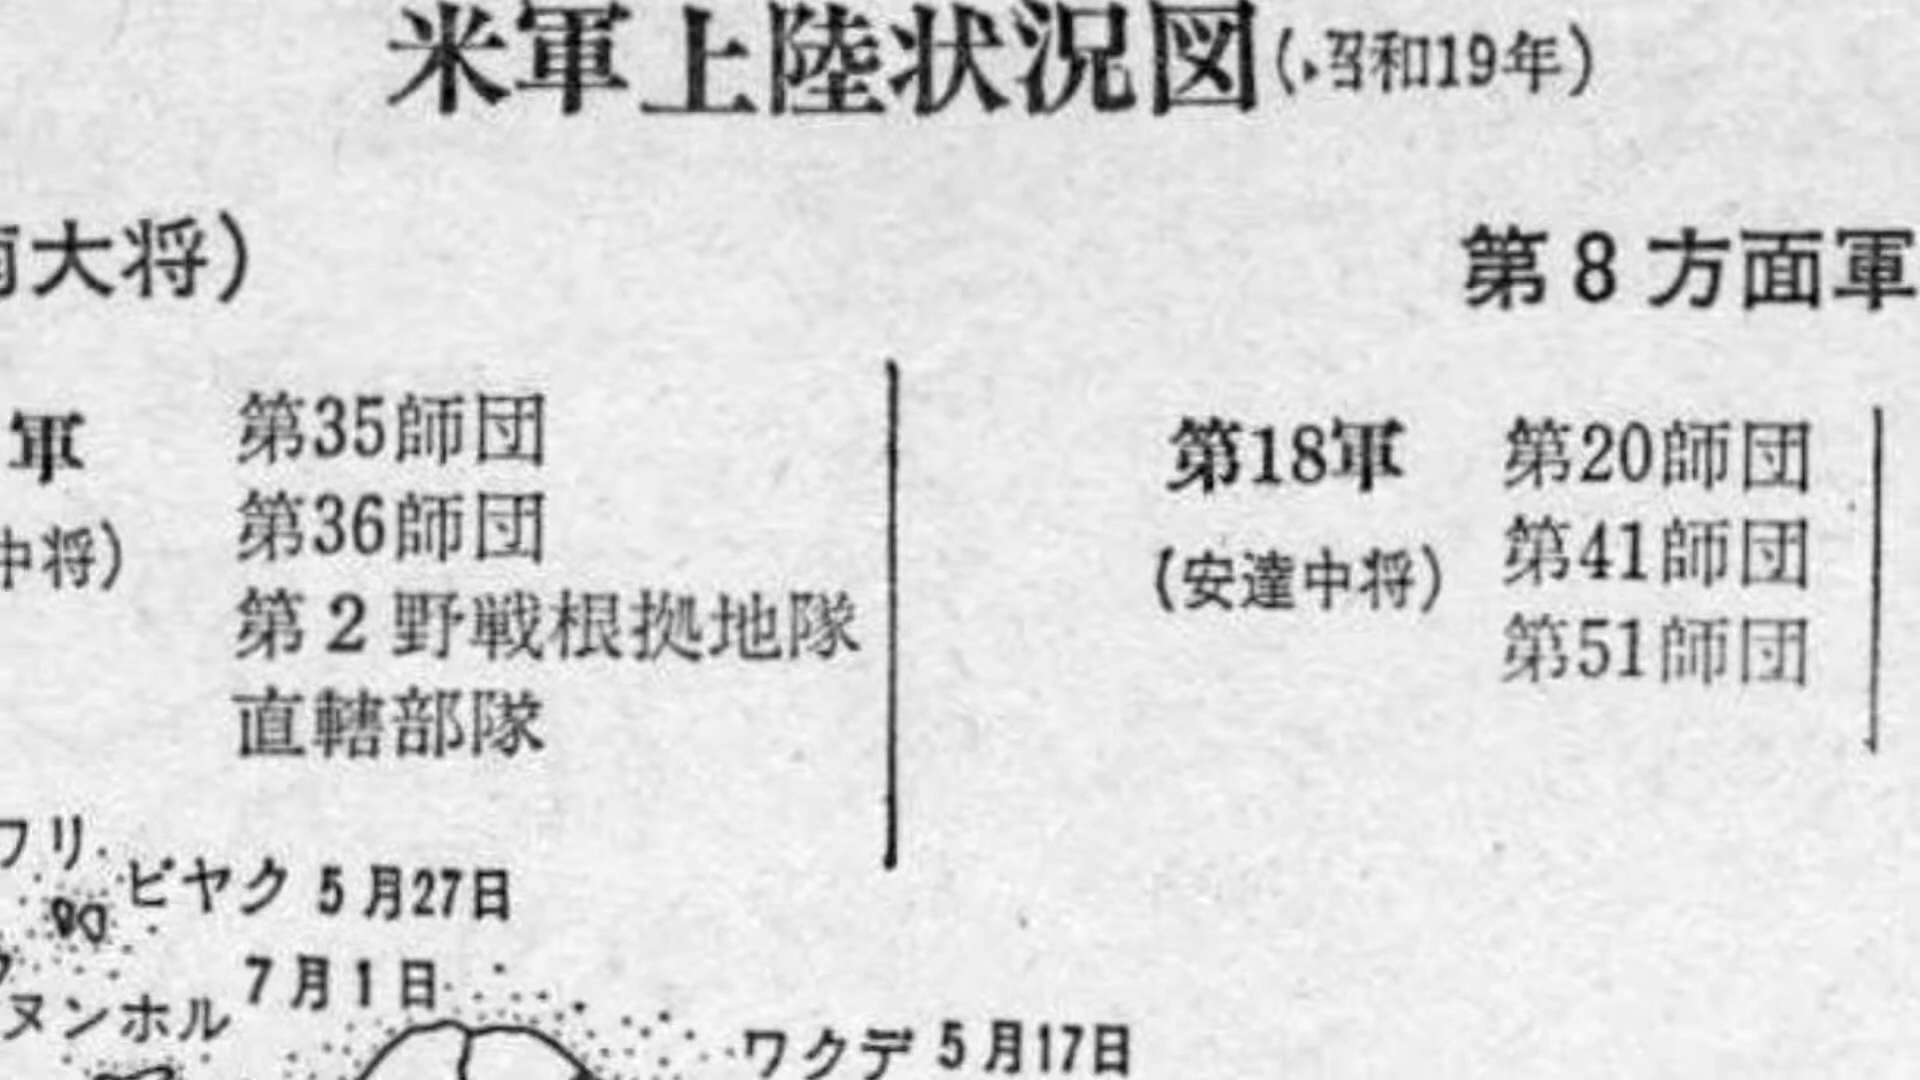 米軍上陸状況図(昭和19年)
南大将)
第8方面軍
軍
中将)
第35師団
第36師団
第2野戦根拠地隊
直轄部隊
第18軍
(安達中将)
第20師団
第41師団
第51師団
フリ
ビヤク 5月27日
7月1日
ヌンホル
ワクデ 5月17日